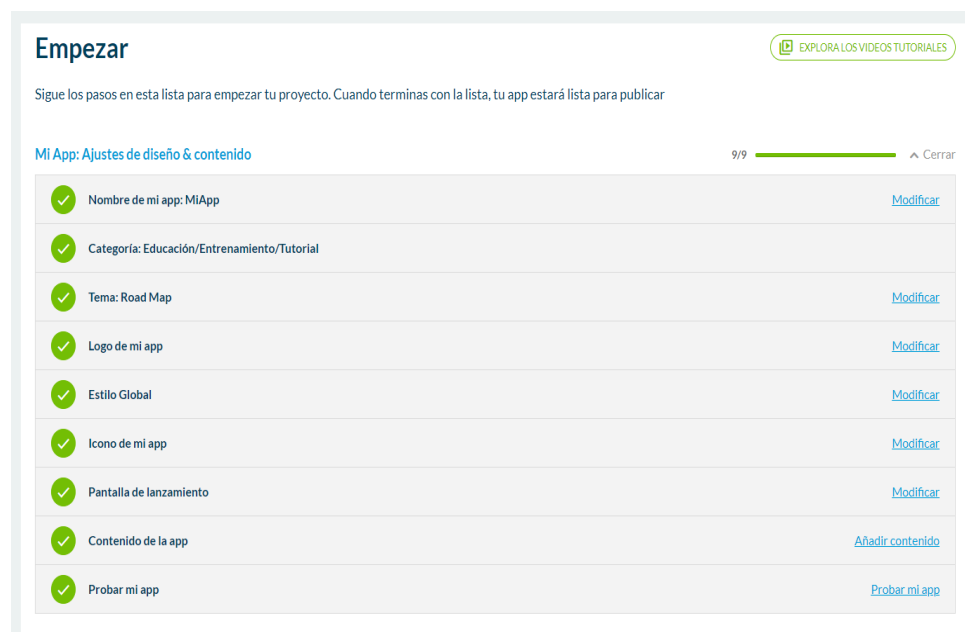 Empezar
EXPLORA LOS VIDEOS TUTORIALES
Sigue los pasos en esta lista para empezar tu proyecto. Cuando terminas con la lista, tu app estará lista para publicar
Mi App: Ajustes de diseño & contenido
9/9
Cerrar
Nombre de mi app: MiApp
Modificar
Categoría: Educación/Entrenamiento/Tutorial
Tema: Road Map
Modificar
Logo de mi app
Modificar
Estilo Global
Modificar
Icono de mi app
Modificar
Pantalla de lanzamiento
Modificar
Contenido de la app
Añadir contenido
Probar mi app
Probar mi app